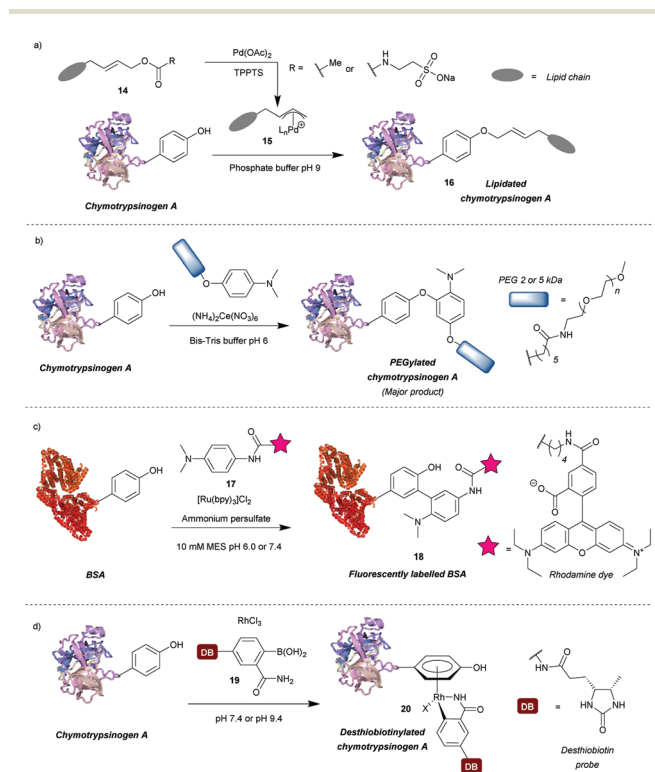 a)
O
R
O
14
Pd(OAc)2
TPPTS
R =
Me or
H
N
O
S
O
ONa
= Lipid chain
LnPd
+
15
OH
Chymotrypsinogen A
Phosphate buffer pH 9
O
16
Lipidated
chymotrypsinogen A
b)
O
N
(NH4)2Ce(NO3)6
Bis-Tris buffer pH 6
OH
Chymotrypsinogen A
N
O
O
PEGylated
chymotrypsinogen A
(Major product)
PEG 2 or 5 kDa
=
O
O
n
NH
O
5
c)
OH
BSA
N
O
N
H
17
[Ru(bpy)3]Cl2
Ammonium persulfate
10 mM MES pH 6.0 or 7.4
OH
O
NH
N
18
Fluorescently labelled BSA
H
N
O
4
O
O
=
N
O
N+
Rhodamine dye
d)
OH
Chymotrypsinogen A
RhCl3
DB
B(OH)2
19
NH2
O
pH 7.4 or pH 9.4
OH
20
Rh
NH
X
O
DB
Desthiobiotinylated
chymotrypsinogen A
DB
=
H
N
O
HN
NH
O
Desthiobiotin
probe